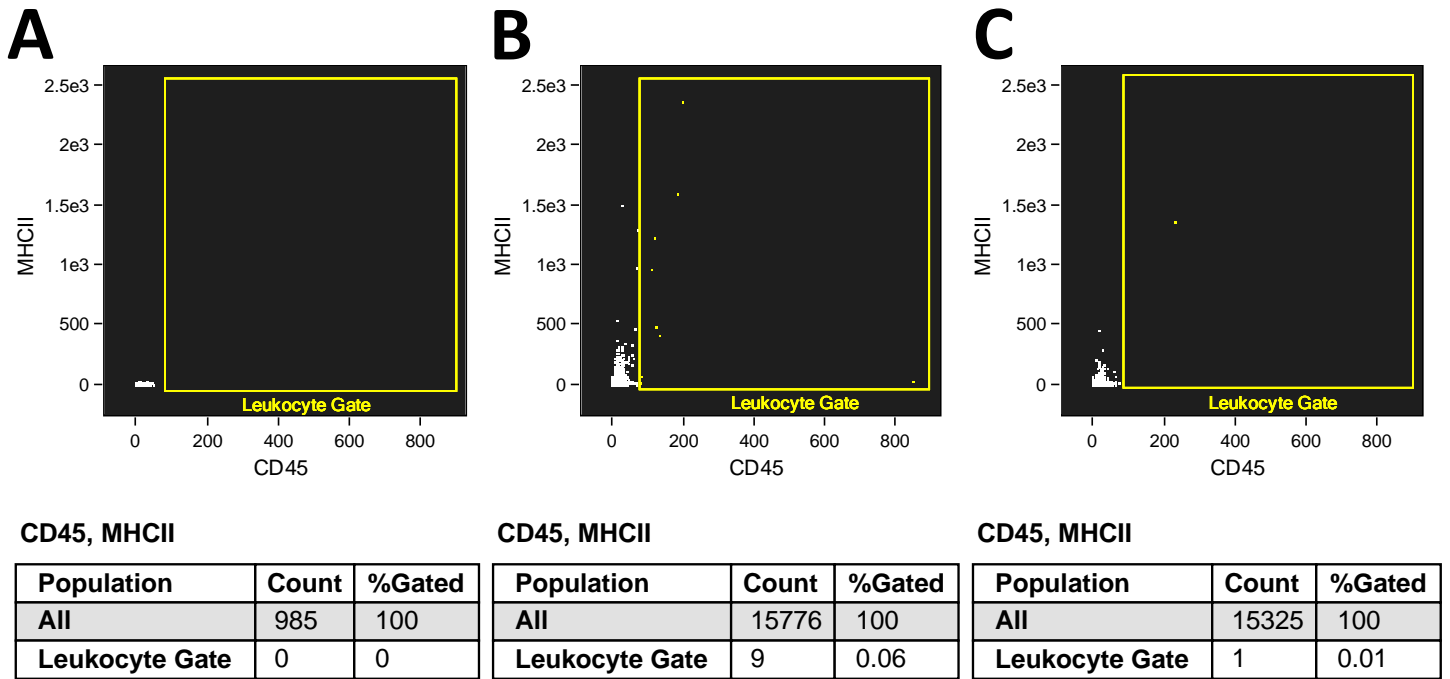 A
B
C
2.5e3
2e3
1.5e3
1e3
500
0
MHCII
Leukocyte Gate
0 200 400 600 800
CD45
2.5e3
2e3
1.5e3
1e3
500
0
MHCII
Leukocyte Gate
0 200 400 600 800
CD45
2.5e3
2e3
1.5e3
1e3
500
0
MHCII
Leukocyte Gate
0 200 400 600 800
CD45
CD45, MHCII
Population Count %Gated
All 985 100
Leukocyte Gate 0 0
CD45, MHCII
Population Count %Gated
All 15776 100
Leukocyte Gate 9 0.06
CD45, MHCII
Population Count %Gated
All 15325 100
Leukocyte Gate 1 0.01